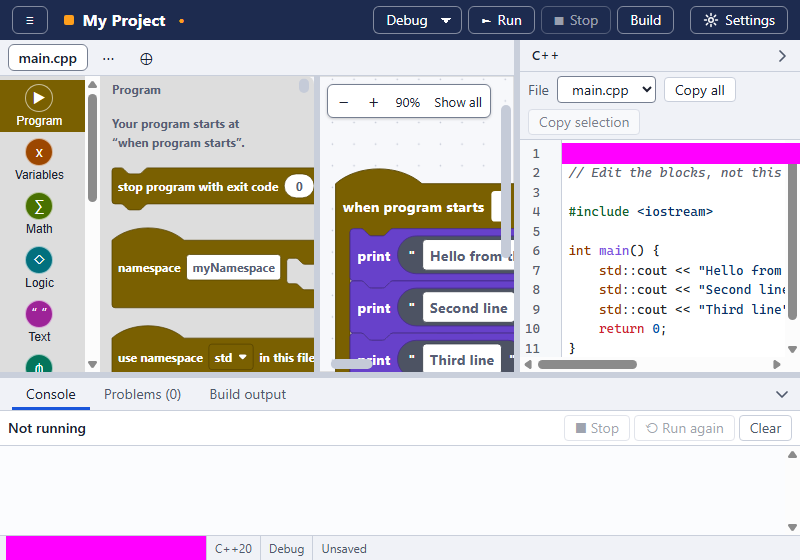 ☰ My Project • Debug Run Stop Build Settings
main.cpp ...
C++
Program
Variables
Math
Logic
Text
Program
Your program starts at
“when program starts”.
stop program with exit code 0
namespace myNamespace
use namespace std in this file
− + 90% Show all
when program starts
print " Hello from
print " Second line
print " Third line "
File main.cpp Copy all
Copy selection
1
2 // Edit the blocks, not this
3
4 #include <iostream>
5
6 int main() {
7 std::cout << "Hello from
8 std::cout << "Second line
9 std::cout << "Third line"
10 return 0;
11 }
Console Problems (0) Build output
Not running Stop Run again Clear
C++20 Debug Unsaved